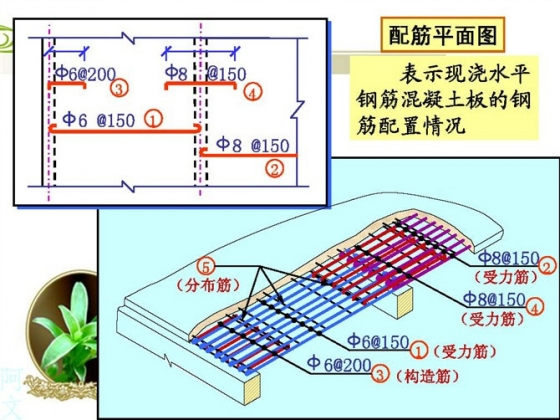 配筋平面图
表示现浇水平
钢筋混凝土板的钢
筋配置情况
Φ6@200
③
Φ8 @150
④
Φ6 @150 ①
Φ8 @150
②
⑤
(分布筋)
Φ8@150 ②
(受力筋)
Φ8@150 ④
(受力筋)
Φ6@150
①(受力筋)
Φ6@200
③(构造筋)
阿文